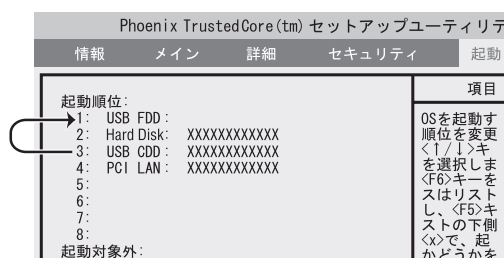 Phoenix TrustedCore(tm) セットアップユーティリテ
情報 メイン 詳細 セキュリティ 起動
項目
起動順位:
1: USB FDD:
2: Hard Disk: XXXXXXXXXXXX
3: USB CDD: XXXXXXXXXXXX
4: PCI LAN: XXXXXXXXXXXX
5:
6:
7:
8:
起動対象外:
OSを起動す
順位を変更
<↑/↓>キ
を選択しま
<F6>キーを
スはリスト
し、<F5>キ
ストの下側
<x>で、起
かどうかを